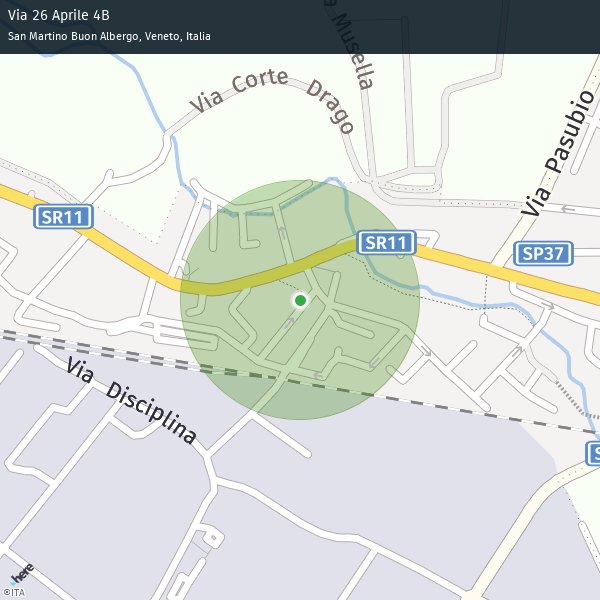 Via 26 Aprile 4B
San Martino Buon Albergo, Veneto, Italia
Musella
Via Corte Drago
Via Pasubio
SR11
SR11
SP37
Via Disciplina
here
©ITA